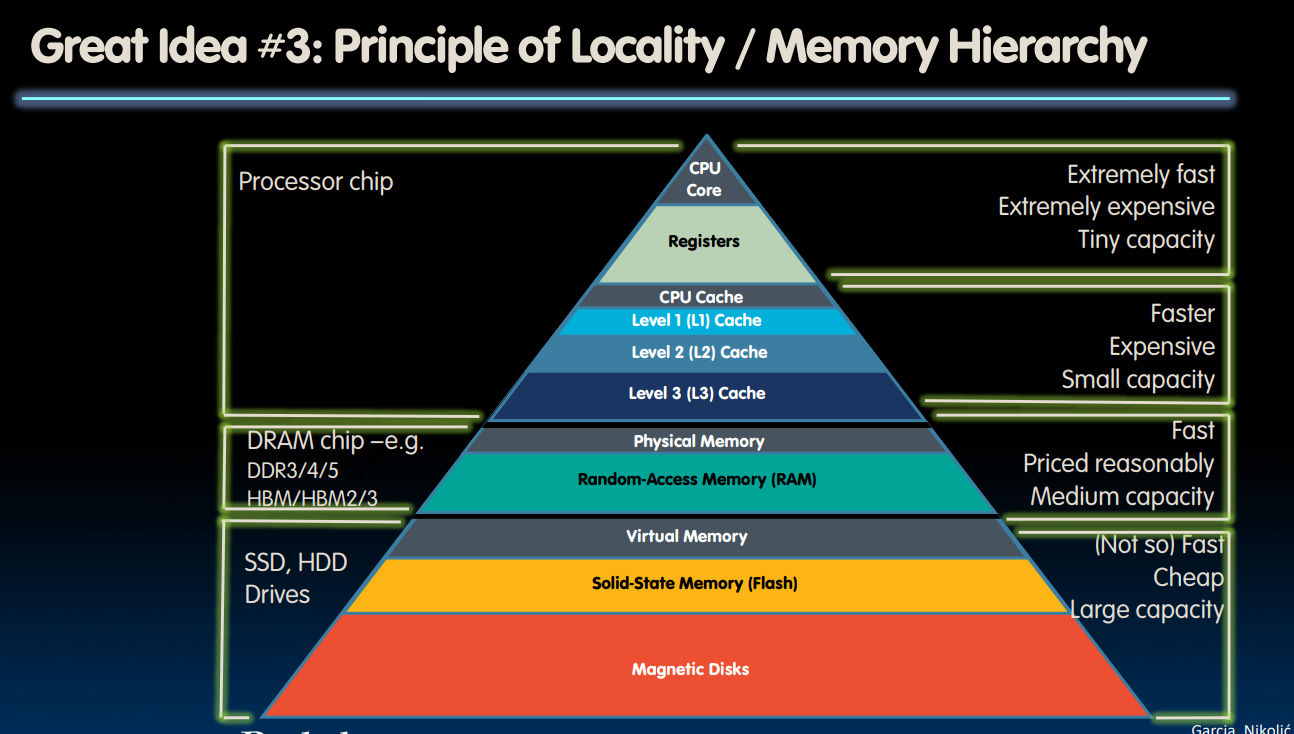 Great Idea #3: Principle of Locality / Memory Hierarchy
Processor chip
CPU
Core
Registers
Extremely fast
Extremely expensive
Tiny capacity
CPU Cache
Level 1 (L1) Cache
Level 2 (L2) Cache
Level 3 (L3) Cache
Faster
Expensive
Small capacity
DRAM chip –e.g.
DDR3/4/5
HBM/HBM2/3
Physical Memory
Random-Access Memory (RAM)
Fast
Priced reasonably
Medium capacity
SSD, HDD
Drives
Virtual Memory
Solid-State Memory (Flash)
Magnetic Disks
(Not so) Fast
Cheap
Large capacity
Garcia, Nikolić